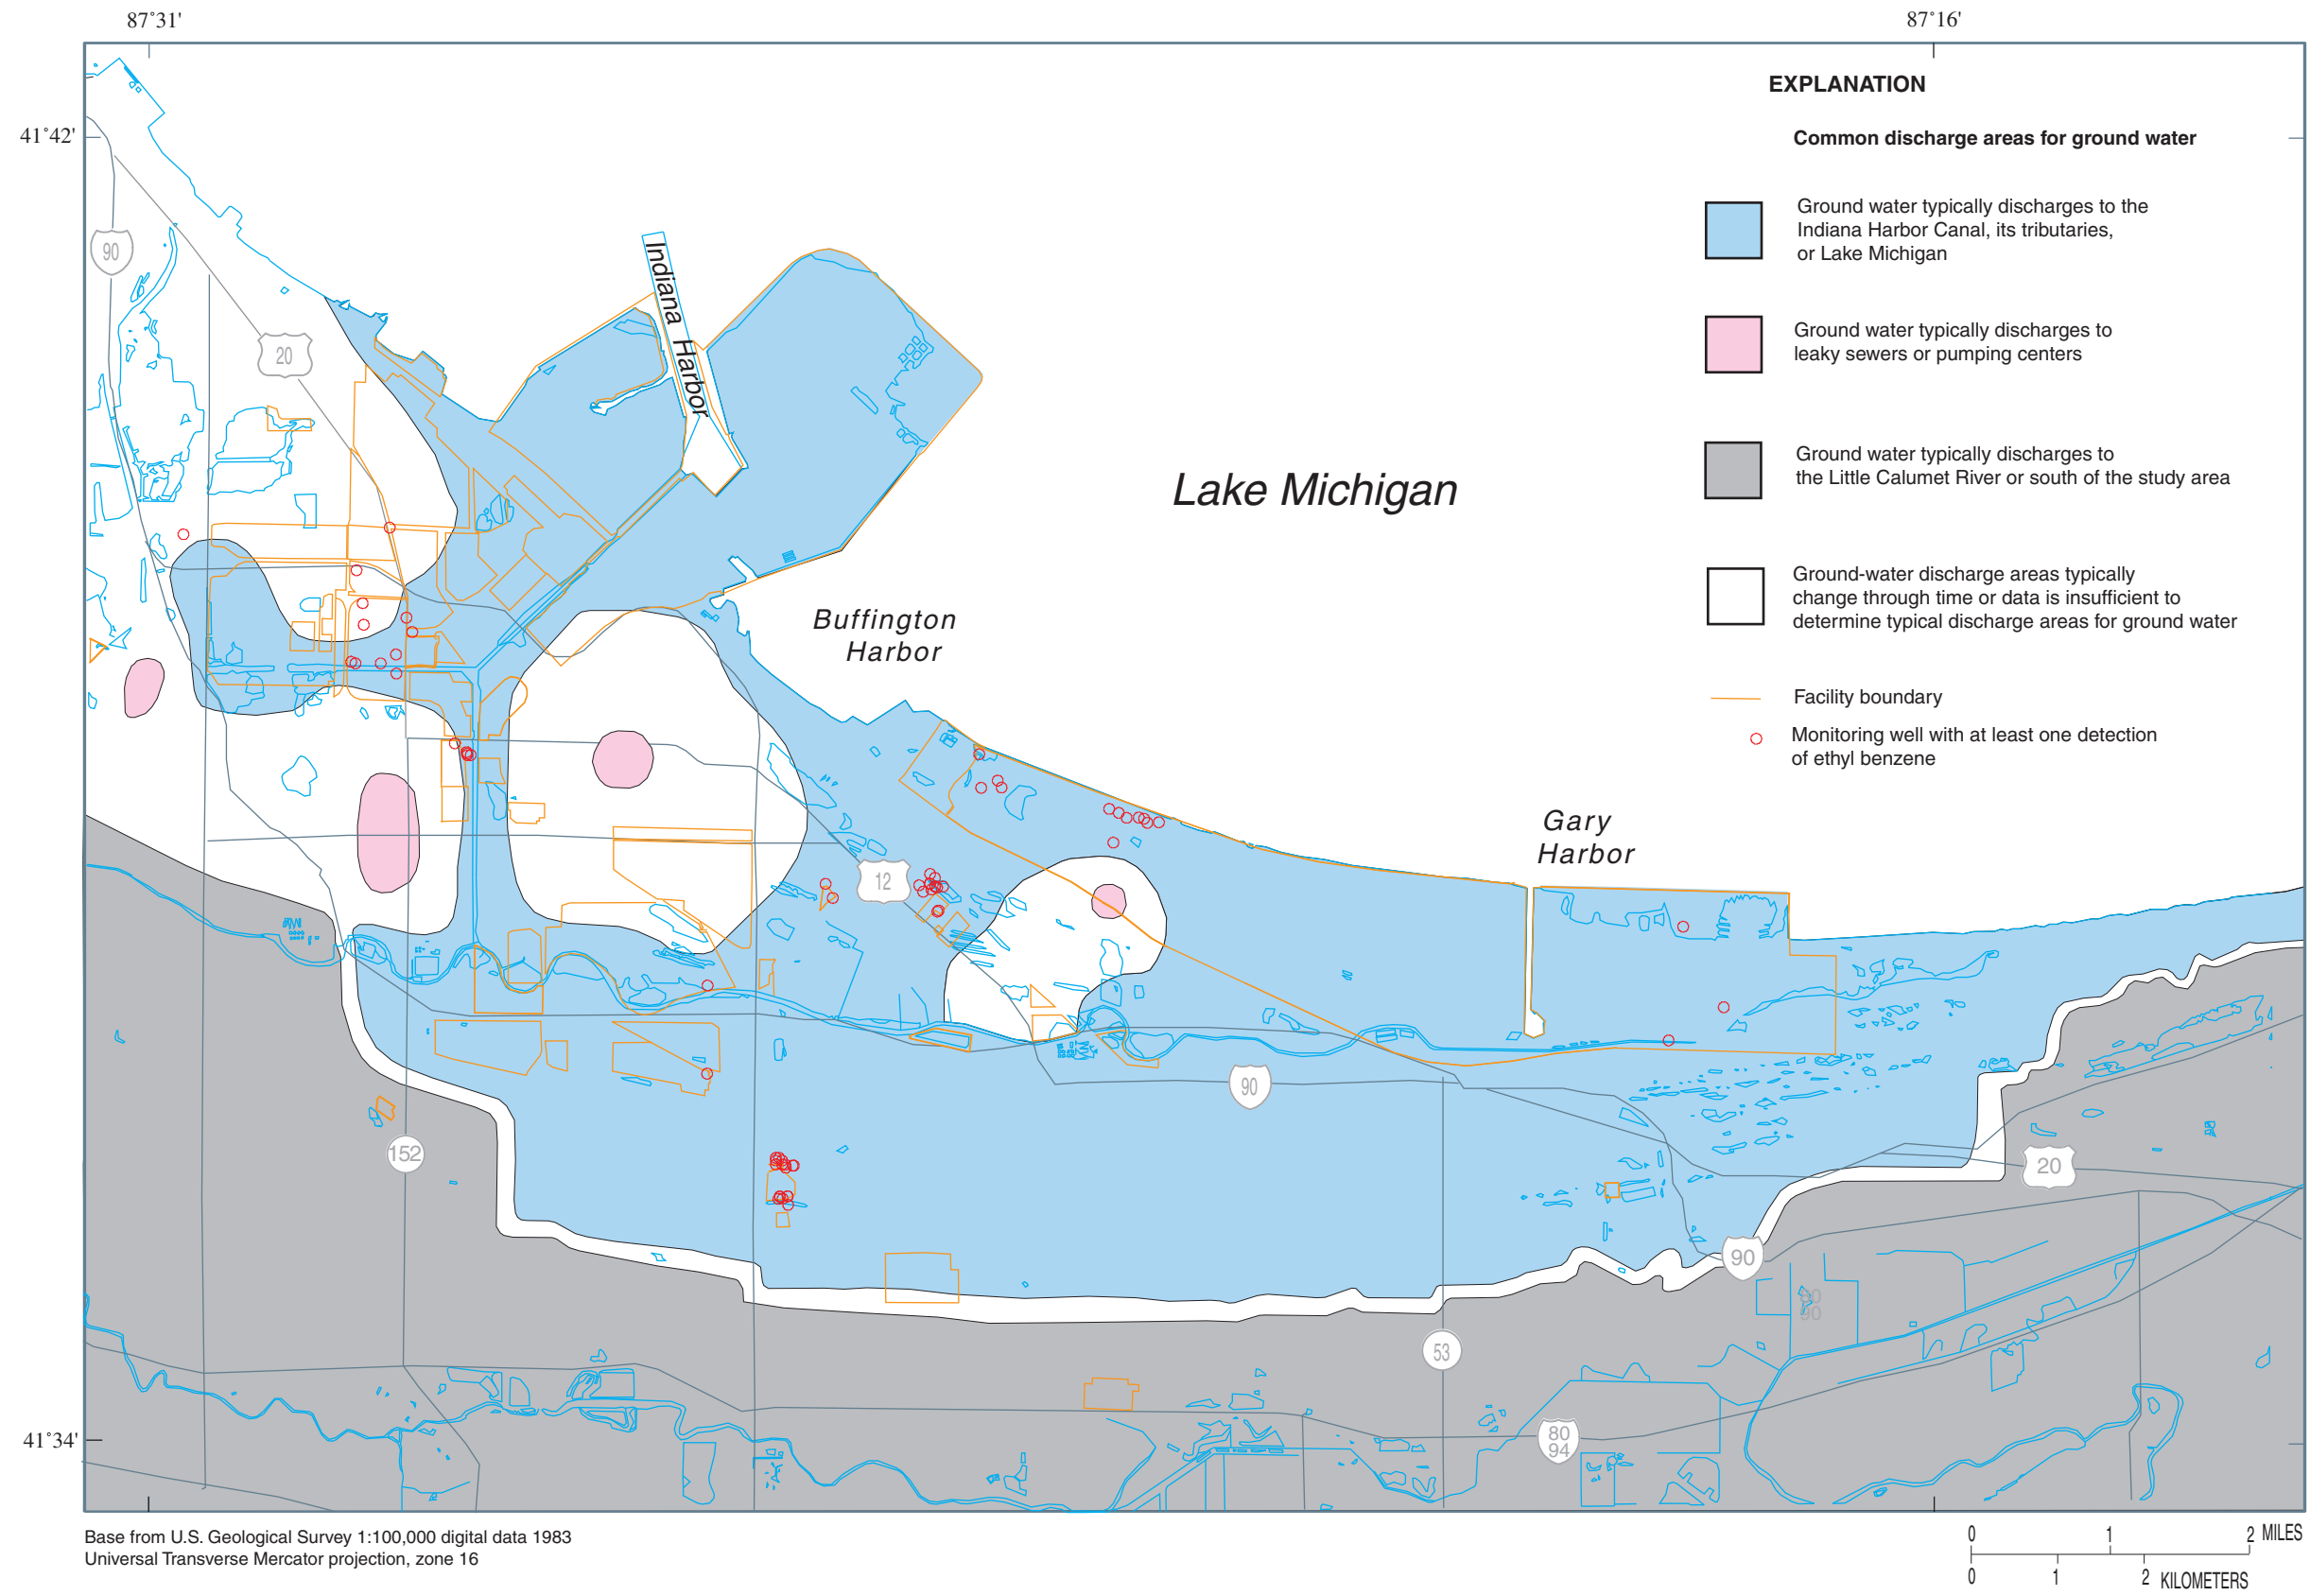 87°31'
87°16'
41°42'
EXPLANATION
Common discharge areas for ground water
Ground water typically discharges to the
Indiana Harbor Canal, its tributaries,
or Lake Michigan
Ground water typically discharges to
leaky sewers or pumping centers
Ground water typically discharges to
the Little Calumet River or south of the study area
Ground-water discharge areas typically
change through time or data is insufficient to
determine typical discharge areas for ground water
Facility boundary
Monitoring well with at least one detection
of ethyl benzene
90
20
Indiana Harbor
Lake Michigan
Buffington
Harbor
Gary
Harbor
12
90
152
20
90
90
90
53
80
94
41°34'
Base from U.S. Geological Survey 1:100,000 digital data 1983
Universal Transverse Mercator projection, zone 16
0 1 2 MILES
0 1 2 KILOMETERS